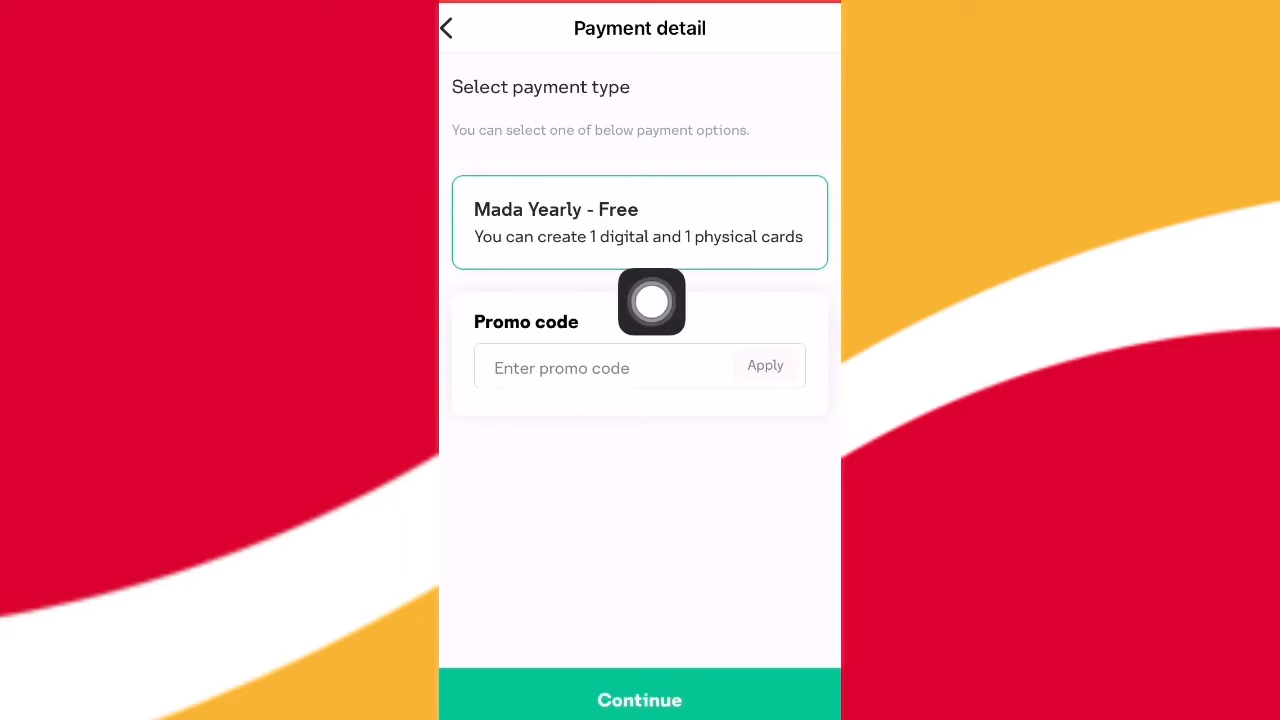 Payment detail
Select payment type
You can select one of below payment options.
Mada Yearly - Free
You can create 1 digital and 1 physical cards
Promo code
Enter promo code
Apply
Continue